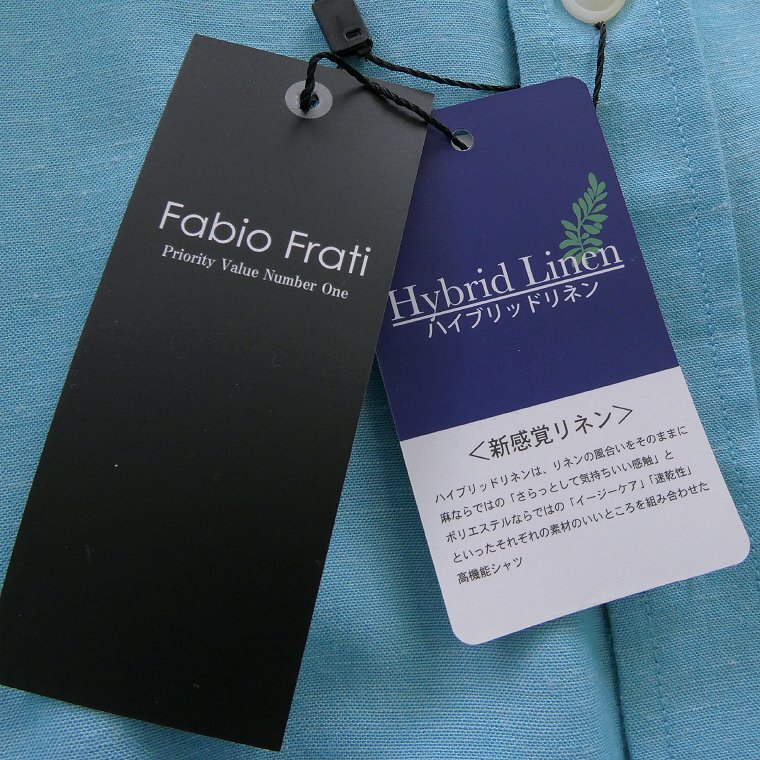 Fabio Frati
Priority Value Number One
Hybrid Linen
ハイブリッドリネン
＜新感覚リネン＞
ハイブリッドリネンは、リネンの風合いをそのままに
麻ならではの「さらっとして気持ちいい感触」と
ポリエステルならではの「イージーケア」「速乾性」
といったそれぞれの素材のいいところを組み合わせた
高機能シャツ